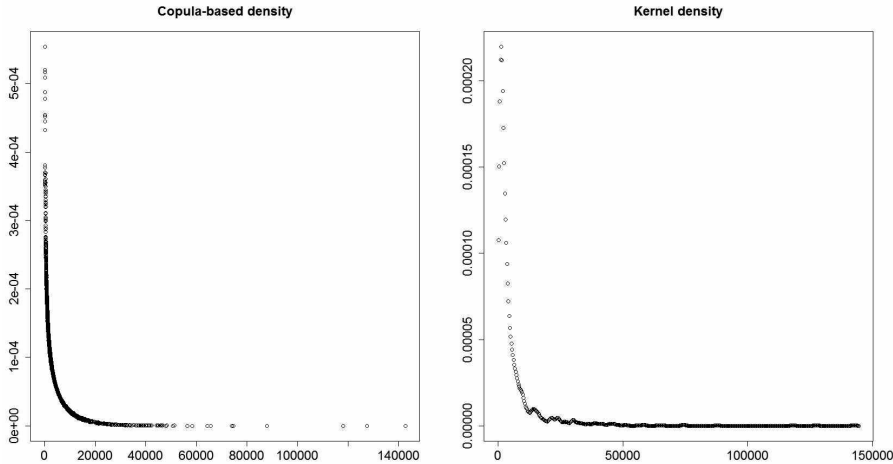 Copula-based density
5e-04
4e-04
3e-04
2e-04
1e-04
0e+00
0 20000 40000 60000 80000 100000 140000
Kernel density
0.00020
0.00015
0.00010
0.00005
0.00000
0 50000 100000 150000